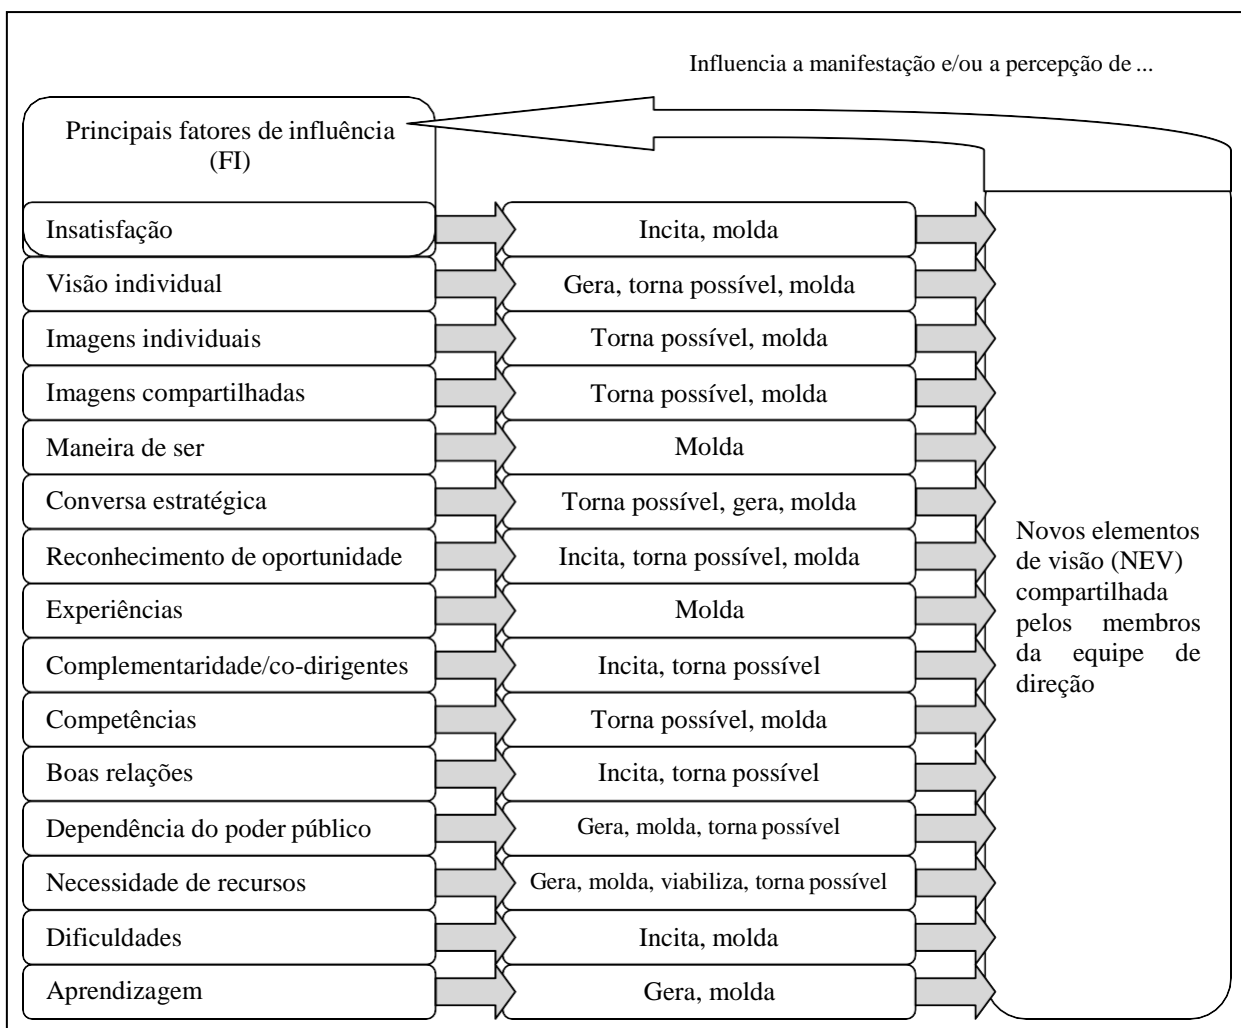 Influencia a manifestação e/ou a percepção de ...
Principais fatores de influência
(FI)
Insatisfação
Incita, molda
Visão individual
Gera, torna possível, molda
Imagens individuais
Torna possível, molda
Imagens compartilhadas
Torna possível, molda
Maneira de ser
Molda
Conversa estratégica
Torna possível, gera, molda
Reconhecimento de oportunidade
Incita, torna possível, molda
Experiências
Molda
Complementaridade/co-dirigentes
Incita, torna possível
Competências
Torna possível, molda
Boas relações
Incita, torna possível
Dependência do poder público
Gera, molda, torna possível
Necessidade de recursos
Gera, molda, viabiliza, torna possível
Dificuldades
Incita, molda
Aprendizagem
Gera, molda
Novos elementos
de visão (NEV)
compartilhada
pelos membros
da equipe de
direção